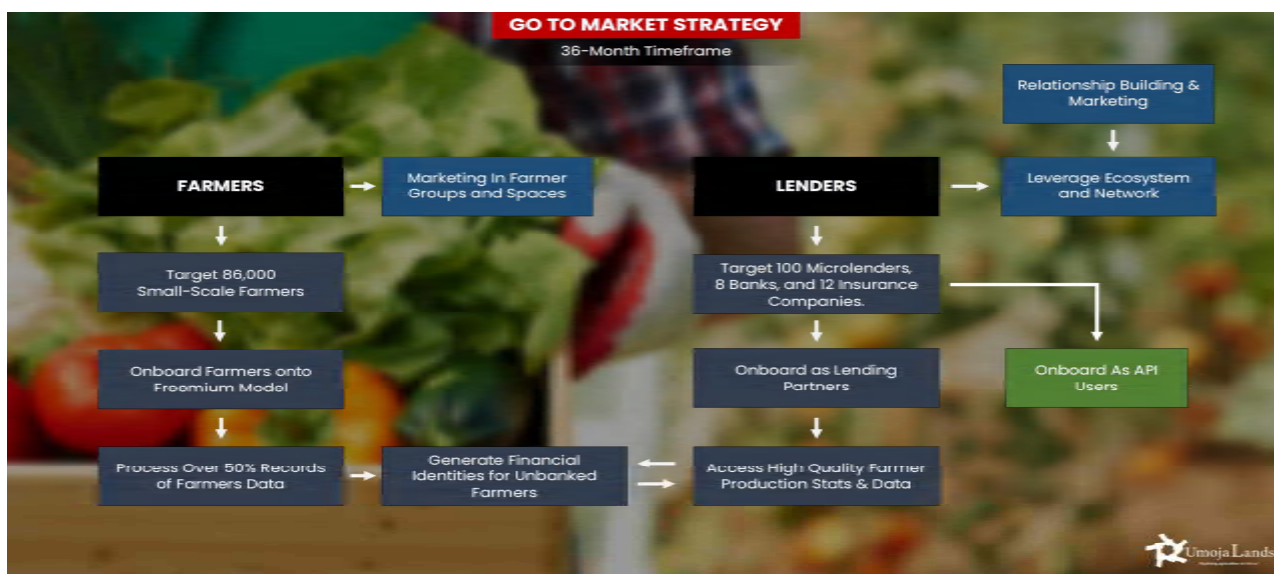 GO TO MARKET STRATEGY
36-Month Timeframe
Relationship Building &
Marketing
FARMERS
Marketing In Farmer
Groups and Spaces
LENDERS
Leverage Ecosystem
and Network
Target 86,000
Small-Scale Farmers
Target 100 Microlenders,
8 Banks, and 12 Insurance
Companies.
Onboard Farmers onto
Freemium Model
Onboard as Lending
Partners
Onboard As API
Users
Process Over 50% Records
of Farmers Data
Generate Financial
Identities for Unbanked
Farmers
Access High Quality Farmer
Production Stats & Data
Umoja Lands